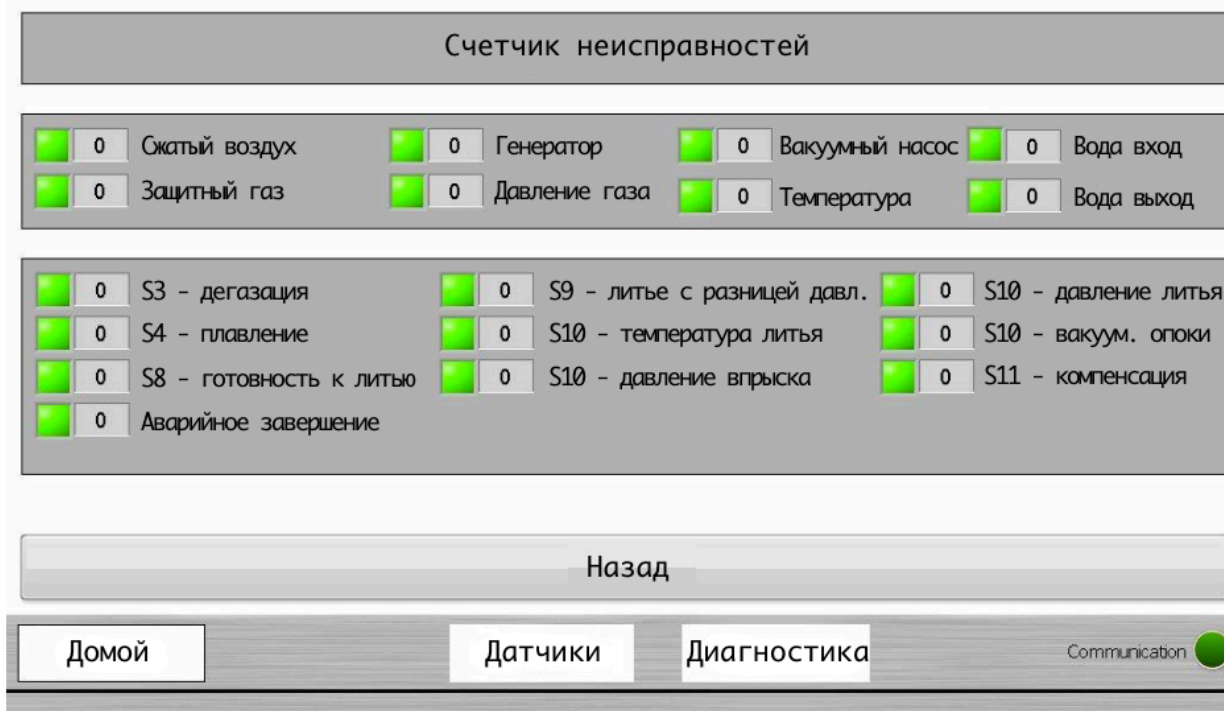 Счетчик неисправностей
0 Сжатый воздух 0 Генератор 0 Вакуумный насос 0 Вода вход
0 Защитный газ 0 Давление газа 0 Температура 0 Вода выход
0 S3 - дегазация 0 S9 - литье с разницей давл. 0 S10 - давление литья
0 S4 - плавление 0 S10 - температура литья 0 S10 - вакуум. опоки
0 S8 - готовность к литью 0 S10 - давление впрыска 0 S11 - компенсация
0 Аварийное завершение
Назад
Домой Датчики Диагностика Communication